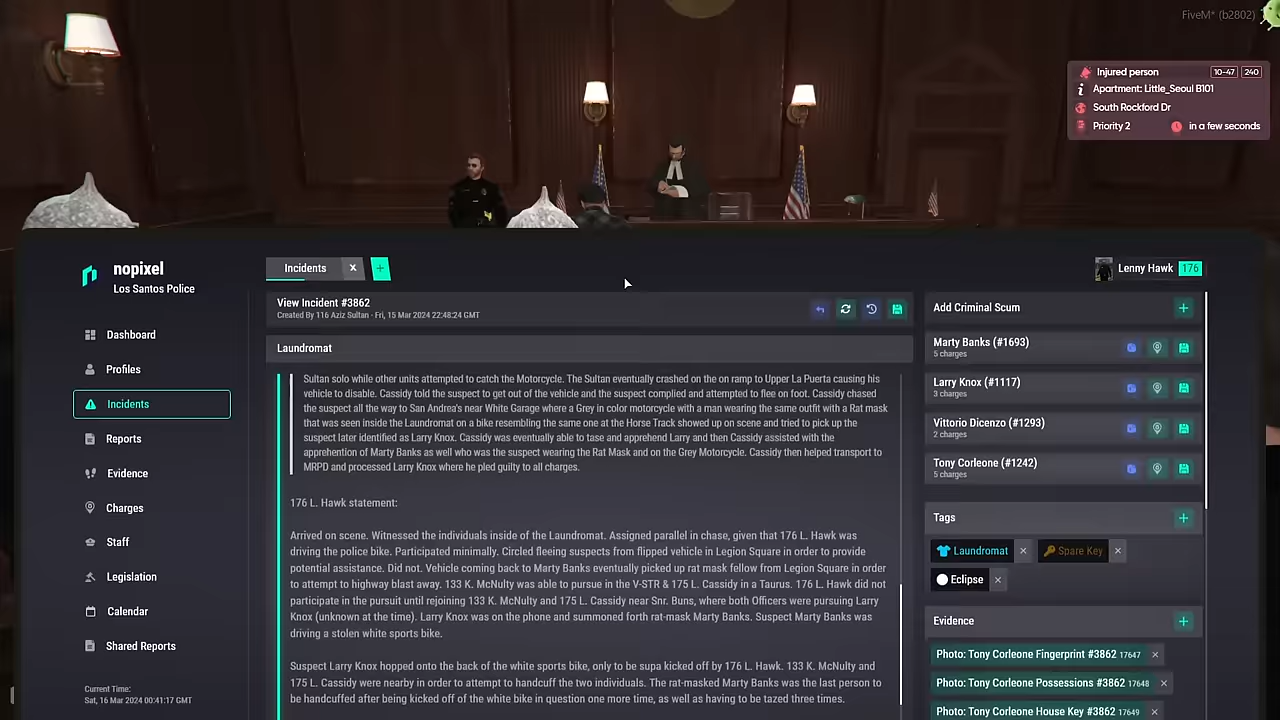 FiveM* (b2802)
Injured person 10-47 240
Apartment: Little_Seoul B101
South Rockford Dr
Priority 2 in a few seconds
nopixel
Los Santos Police
Dashboard
Profiles
Incidents
Reports
Evidence
Charges
Staff
Legislation
Calendar
Shared Reports
Current Time:
Sat, 16 Mar 2024 00:41:17 GMT
Incidents
Lenny Hawk 176
View Incident #3862
Created By 116 Aziz Sultan - Fri, 15 Mar 2024 22:48:24 GMT
Laundromat
Sultan solo while other units attempted to catch the Motorcycle. The Sultan eventually crashed on the on ramp to Upper La Puerta causing his
vehicle to disable. Cassidy told the suspect to get out of the vehicle and the suspect complied and attempted to flee on foot. Cassidy chased
the suspect all the way to San Andrea's near White Garage where a Grey in color motorcycle with a man wearing the same outfit with a Rat mask
that was seen inside the Laundromat on a bike resembling the same one at the Horse Track showed up on scene and tried to pick up the
suspect later identified as Larry Knox. Cassidy was eventually able to tase and apprehend Larry and then Cassidy assisted with the
apprehention of Marty Banks as well who was the suspect wearing the Rat Mask and on the Grey Motorcycle. Cassidy then helped transport to
MRPD and processed Larry Knox where he pled guilty to all charges.
176 L. Hawk statement:
Arrived on scene. Witnessed the individuals inside of the Laundromat. Assigned parallel in chase, given that 176 L. Hawk was
driving the police bike. Participated minimally. Circled fleeing suspects from flipped vehicle in Legion Square in order to provide
potential assistance. Did not. Vehicle coming back to Marty Banks eventually picked up rat mask fellow from Legion Square in order
to attempt to highway blast away. 133 K. McNulty was able to pursue in the V-STR & 175 L. Cassidy in a Taurus. 176 L. Hawk did not
participate in the pursuit until rejoining 133 K. McNulty and 175 L. Cassidy near Snr. Buns, where both Officers were pursuing Larry
Knox (unknown at the time). Larry Knox was on the phone and summoned forth rat-mask Marty Banks. Suspect Marty Banks was
driving a stolen white sports bike.
Suspect Larry Knox hopped onto the back of the white sports bike, only to be supa kicked off by 176 L. Hawk. 133 K. McNulty and
175 L. Cassidy were nearby in order to attempt to handcuff the two individuals. The rat-masked Marty Banks was the last person to
be handcuffed after being kicked off of the white bike in question one more time, as well as having to be tazed three times.
Add Criminal Scum
Marty Banks (#1693)
5 charges
Larry Knox (#1117)
3 charges
Vittorio Dicenzo (#1293)
2 charges
Tony Corleone (#1242)
5 charges
Tags
Laundromat
Spare Key
Eclipse
Evidence
Photo: Tony Corleone Fingerprint #3862 17647
Photo: Tony Corleone Possessions #3862 17648
Photo: Tony Corleone House Key #3862 17649